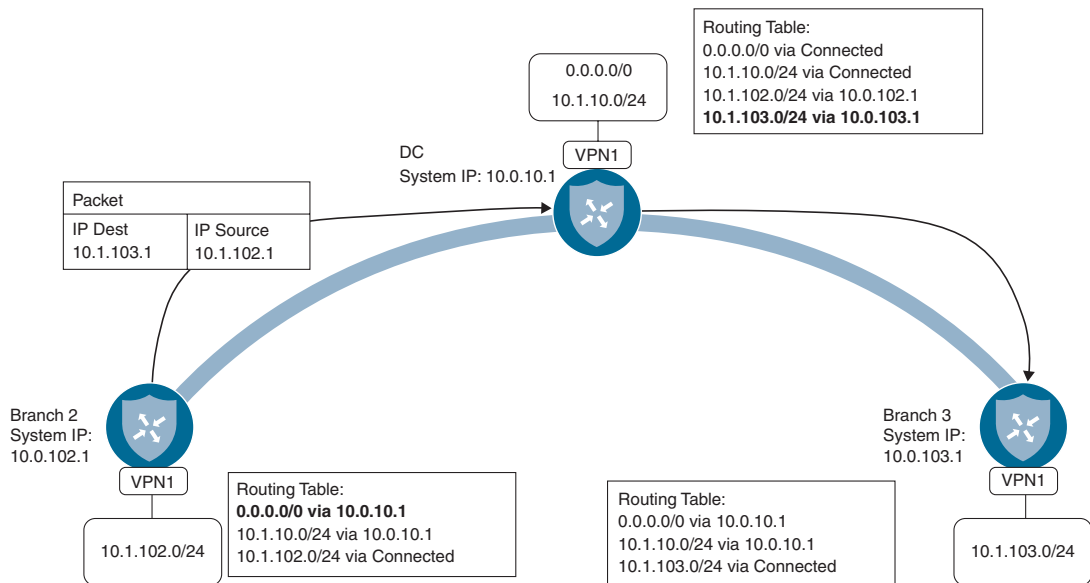 Routing Table:
0.0.0.0/0 via Connected
10.1.10.0/24 via Connected
10.1.102.0/24 via 10.0.102.1
10.1.103.0/24 via 10.0.103.1
0.0.0.0/0
10.1.10.0/24
VPN1
DC
System IP: 10.0.10.1
Packet
IP Dest
10.1.103.1
IP Source
10.1.102.1
Branch 2
System IP:
10.0.102.1
VPN1
10.1.102.0/24
Routing Table:
0.0.0.0/0 via 10.0.10.1
10.1.10.0/24 via 10.0.10.1
10.1.102.0/24 via Connected
Routing Table:
0.0.0.0/0 via 10.0.10.1
10.1.10.0/24 via 10.0.10.1
10.1.103.0/24 via Connected
Branch 3
System IP:
10.0.103.1
VPN1
10.1.103.0/24